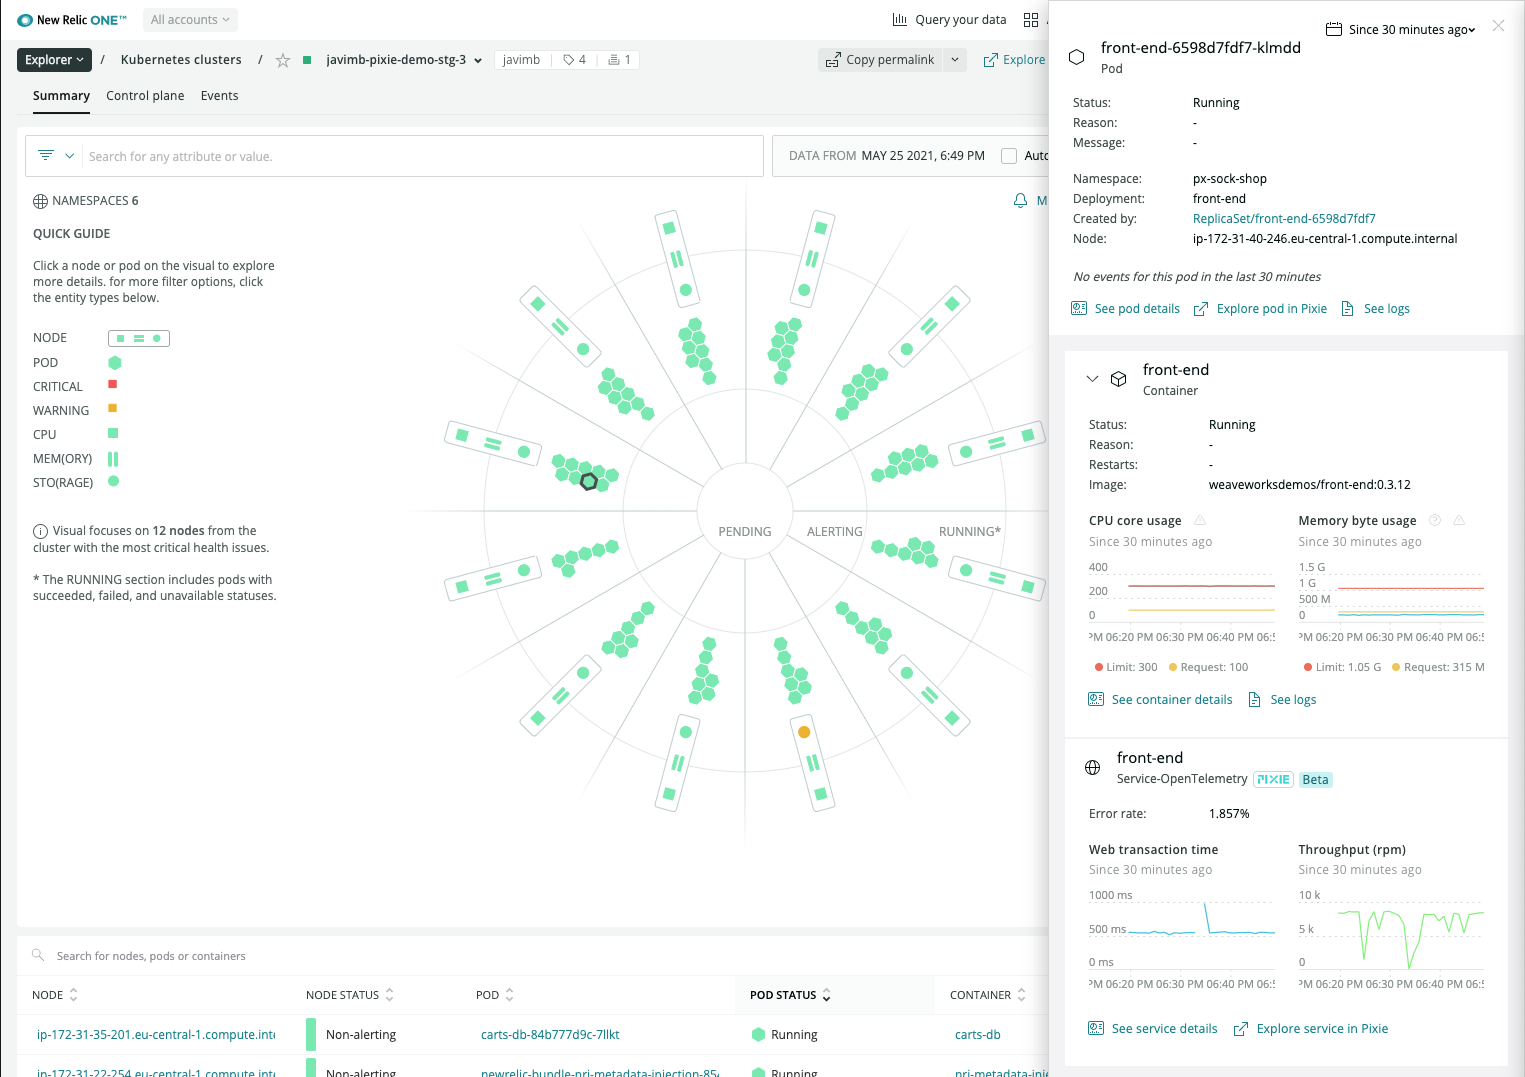 New Relic ONE™
All accounts
Query your data
Explorer / Kubernetes clusters / javimb-pixie-demo-stg-3 javimb 4 1
Copy permalink
Explore
Summary Control plane Events
Search for any attribute or value.
DATA FROM MAY 25 2021, 6:49 PM
NAMESPACES 6
QUICK GUIDE
Click a node or pod on the visual to explore
more details. for more filter options, click
the entity types below.
NODE
POD
CRITICAL
WARNING
CPU
MEM(ORY)
STO(RAGE)
Visual focuses on 12 nodes from the
cluster with the most critical health issues.
* The RUNNING section includes pods with
succeeded, failed, and unavailable statuses.
PENDING ALERTING RUNNING*
Search for nodes, pods or containers
NODE NODE STATUS POD POD STATUS CONTAINER
ip-172-31-35-201.eu-central-1.compute.inte Non-alerting carts-db-84b777d9c-7llkt Running carts-db
ip-172-31-22-254.eu-central-1.compute.inte Non-alerting newrelic-bundle-nri-metadata-injection-854 Running nri-metadata-inje
Since 30 minutes ago
front-end-6598d7fdf7-klmdd
Pod
Status: Running
Reason: -
Message: -
Namespace: px-sock-shop
Deployment: front-end
Created by: ReplicaSet/front-end-6598d7fdf7
Node: ip-172-31-40-246.eu-central-1.compute.internal
No events for this pod in the last 30 minutes
See pod details Explore pod in Pixie See logs
front-end
Container
Status: Running
Reason: -
Restarts: -
Image: weaveworksdemos/front-end:0.3.12
CPU core usage
Since 30 minutes ago
400
200
0
PM 06:20 PM 06:30 PM 06:40 PM 06:5
Limit: 300 Request: 100
Memory byte usage
Since 30 minutes ago
1.5 G
1 G
500 M
0
PM 06:20 PM 06:30 PM 06:40 PM 06:5
Limit: 1.05 G Request: 315 M
See container details See logs
front-end
Service-OpenTelemetry PIXIE Beta
Error rate: 1.857%
Web transaction time
Since 30 minutes ago
1000 ms
500 ms
0 ms
PM 06:20 PM 06:30 PM 06:40 PM 06:5
Throughput (rpm)
Since 30 minutes ago
10 k
5 k
0
PM 06:20 PM 06:30 PM 06:40 PM 06:5
See service details Explore service in Pixie